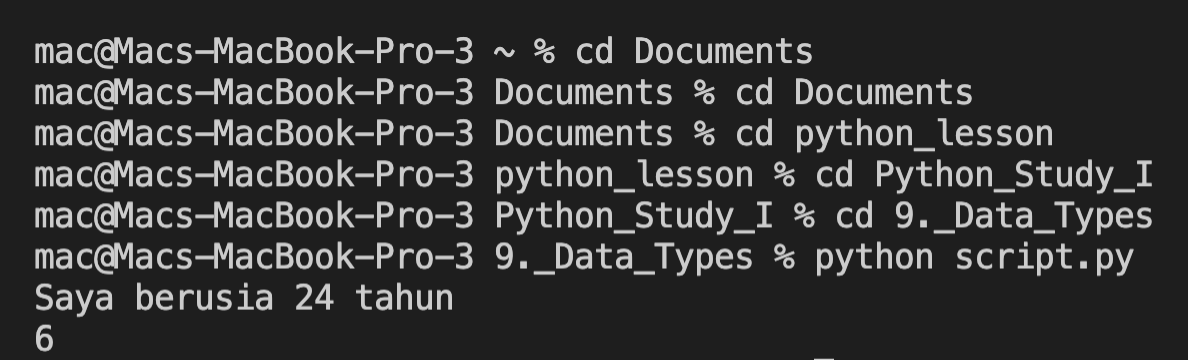 mac@Macs-MacBook-Pro-3 ~ % cd Documents
mac@Macs-MacBook-Pro-3 Documents % cd Documents
mac@Macs-MacBook-Pro-3 Documents % cd python_lesson
mac@Macs-MacBook-Pro-3 python_lesson % cd Python_Study_I
mac@Macs-MacBook-Pro-3 Python_Study_I % cd 9._Data_Types
mac@Macs-MacBook-Pro-3 9._Data_Types % python script.py
Saya berusia 24 tahun
6